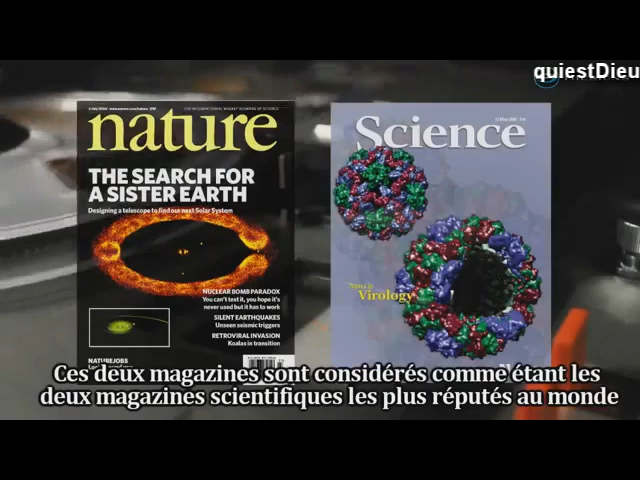 quiestDieu
nature
THE SEARCH FOR
A SISTER EARTH
Designing a telescope to find our next Solar System
NUCLEAR BOMB PARADOX
You can't test it, you hope it's
never used but it has to work
SILENT EARTHQUAKES
Unseen seismic triggers
RETROVIRAL INVASION
Koalas in transition
NATUREJOBS
Science
Virology
Ces deux magazines sont considérés comme étant les
deux magazines scientifiques les plus réputés au monde